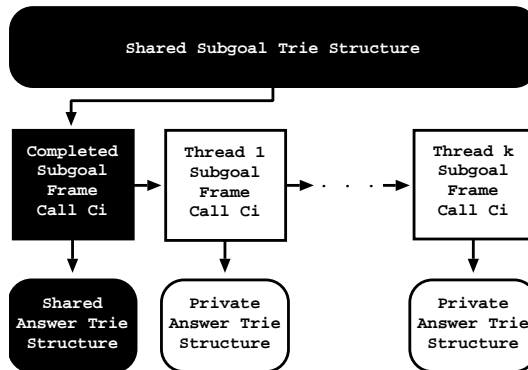 Shared Subgoal Trie Structure
Completed
Subgoal
Frame
Call Ci
Thread 1
Subgoal
Frame
Call Ci
. . .
Thread k
Subgoal
Frame
Call Ci
Shared
Answer Trie
Structure
Private
Answer Trie
Structure
Private
Answer Trie
Structure